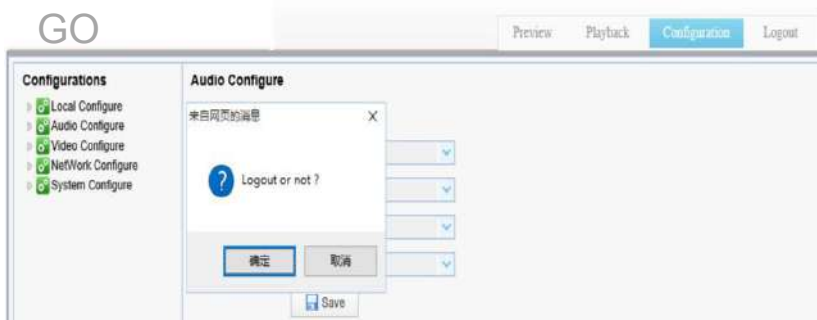 GO
Preview Playback Configuration Logout
Configurations
Local Configure
Audio Configure
Video Configure
NetWork Configure
System Configure
Audio Configure
来自网页的消息 X
Logout or not ?
确定 取消
Save